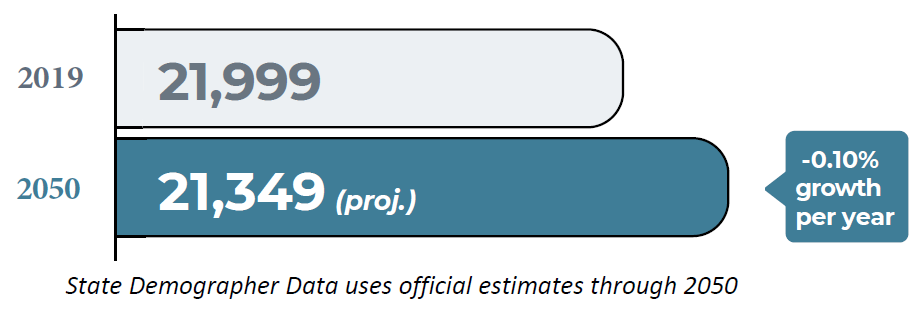 2019
21,999
2050
21,349 (proj.)
-0.10%
growth
per year
State Demographer Data uses official estimates through 2050